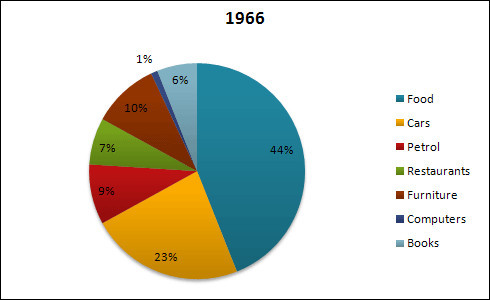 1966
1%
6%
10%
44%
7%
9%
23%
Food
Cars
Petrol
Restaurants
Furniture
Computers
Books